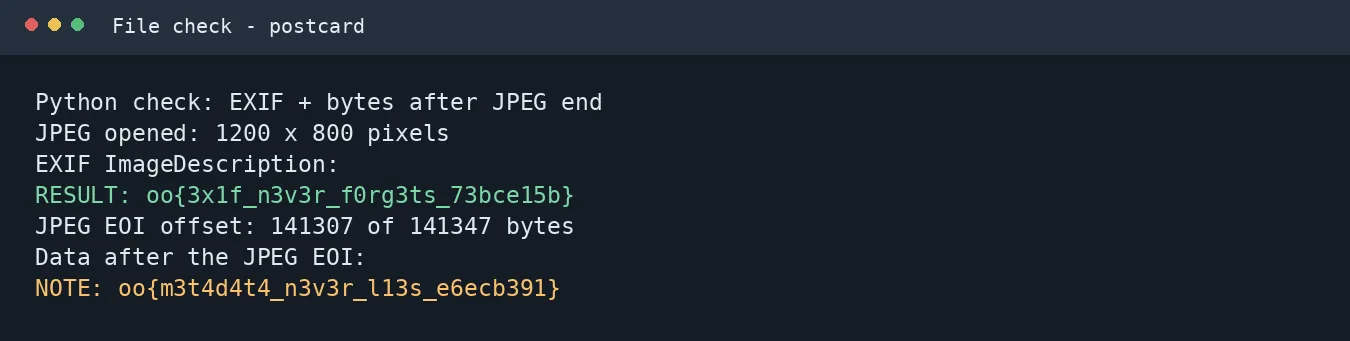 File check - postcard
Python check: EXIF + bytes after JPEG end
JPEG opened: 1200 x 800 pixels
EXIF ImageDescription:
RESULT: oo{3x1f_n3v3r_f0rg3ts_73bce15b}
JPEG EOI offset: 141307 of 141347 bytes
Data after the JPEG EOI:
NOTE: oo{m3t4d4t4_n3v3r_l13s_e6ecb391}